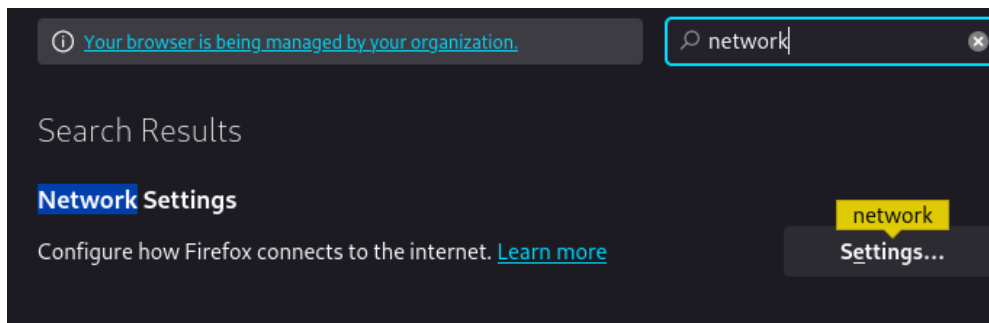 Your browser is being managed by your organization.
network
Search Results
Network Settings
network
Configure how Firefox connects to the internet. Learn more
Settings...